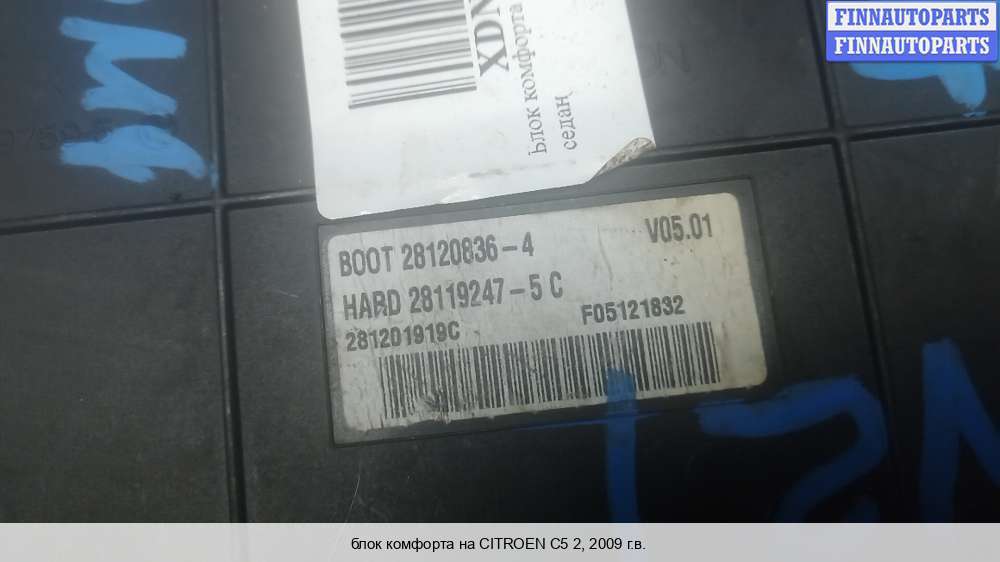 FINNAUTOPARTS
FINNAUTOPARTS
XDN
Блок комфорта
седан
BOOT 28120836-4 V05.01
HARD 28119247-5 C
281201919C F05121832
блок комфорта на CITROEN C5 2, 2009 г.в.